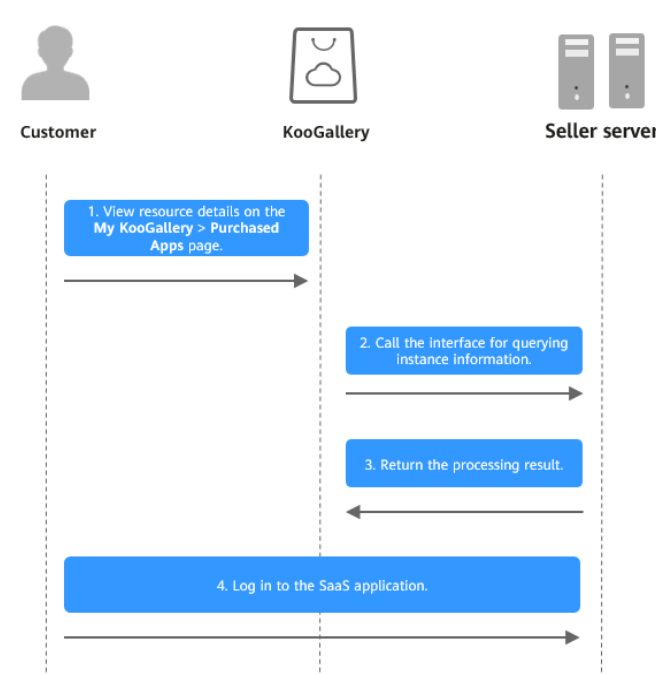 Customer
KooGallery
Seller server
1. View resource details on the
My KooGallery > Purchased
Apps page.
2. Call the interface for querying
instance information.
3. Return the processing result.
4. Log in to the SaaS application.